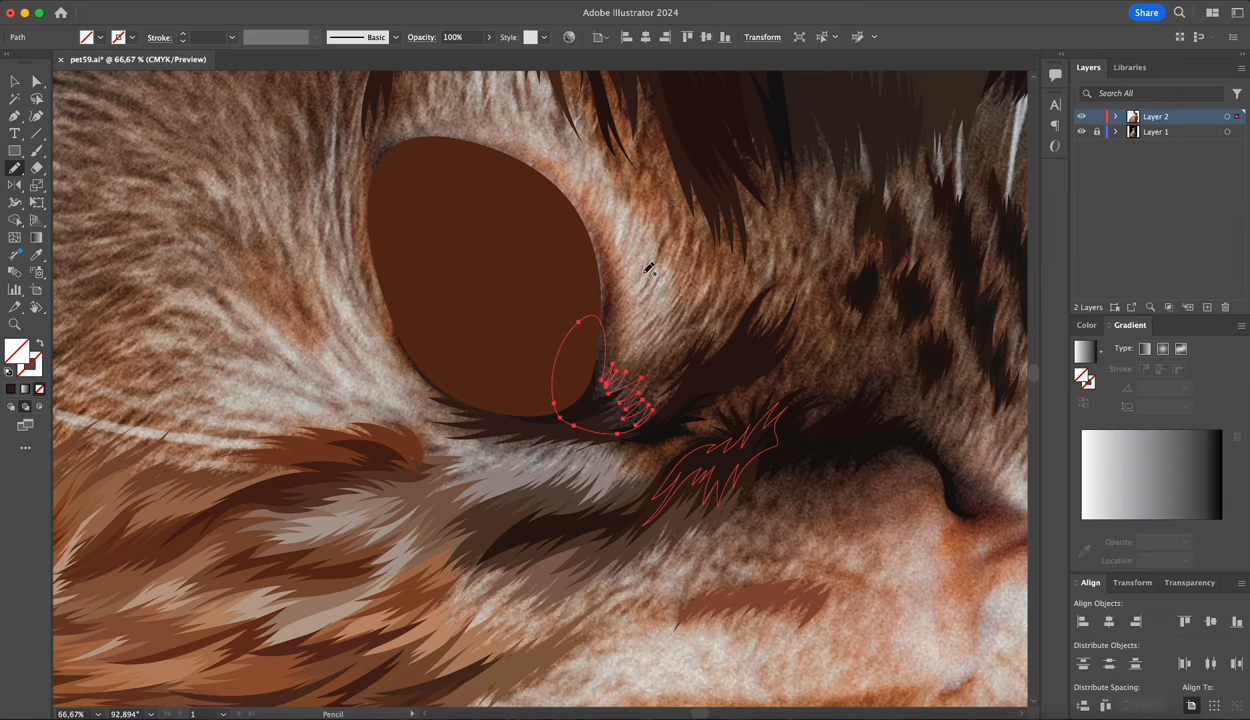 Adobe Illustrator 2024
Share
Path
Stroke:
Basic
Opacity:
100%
Style:
Transform
pet59.ai* @ 66,67 % (CMYK/Preview)
Layers
Libraries
Search All
Layer 2
Layer 1
2 Layers
Color
Gradient
Type:
Stroke:
Opacity:
Location:
Align
Transform
Transparency
Align Objects:
Distribute Objects:
Distribute Spacing:
Align To:
66,67%
92,894°
1
Pencil